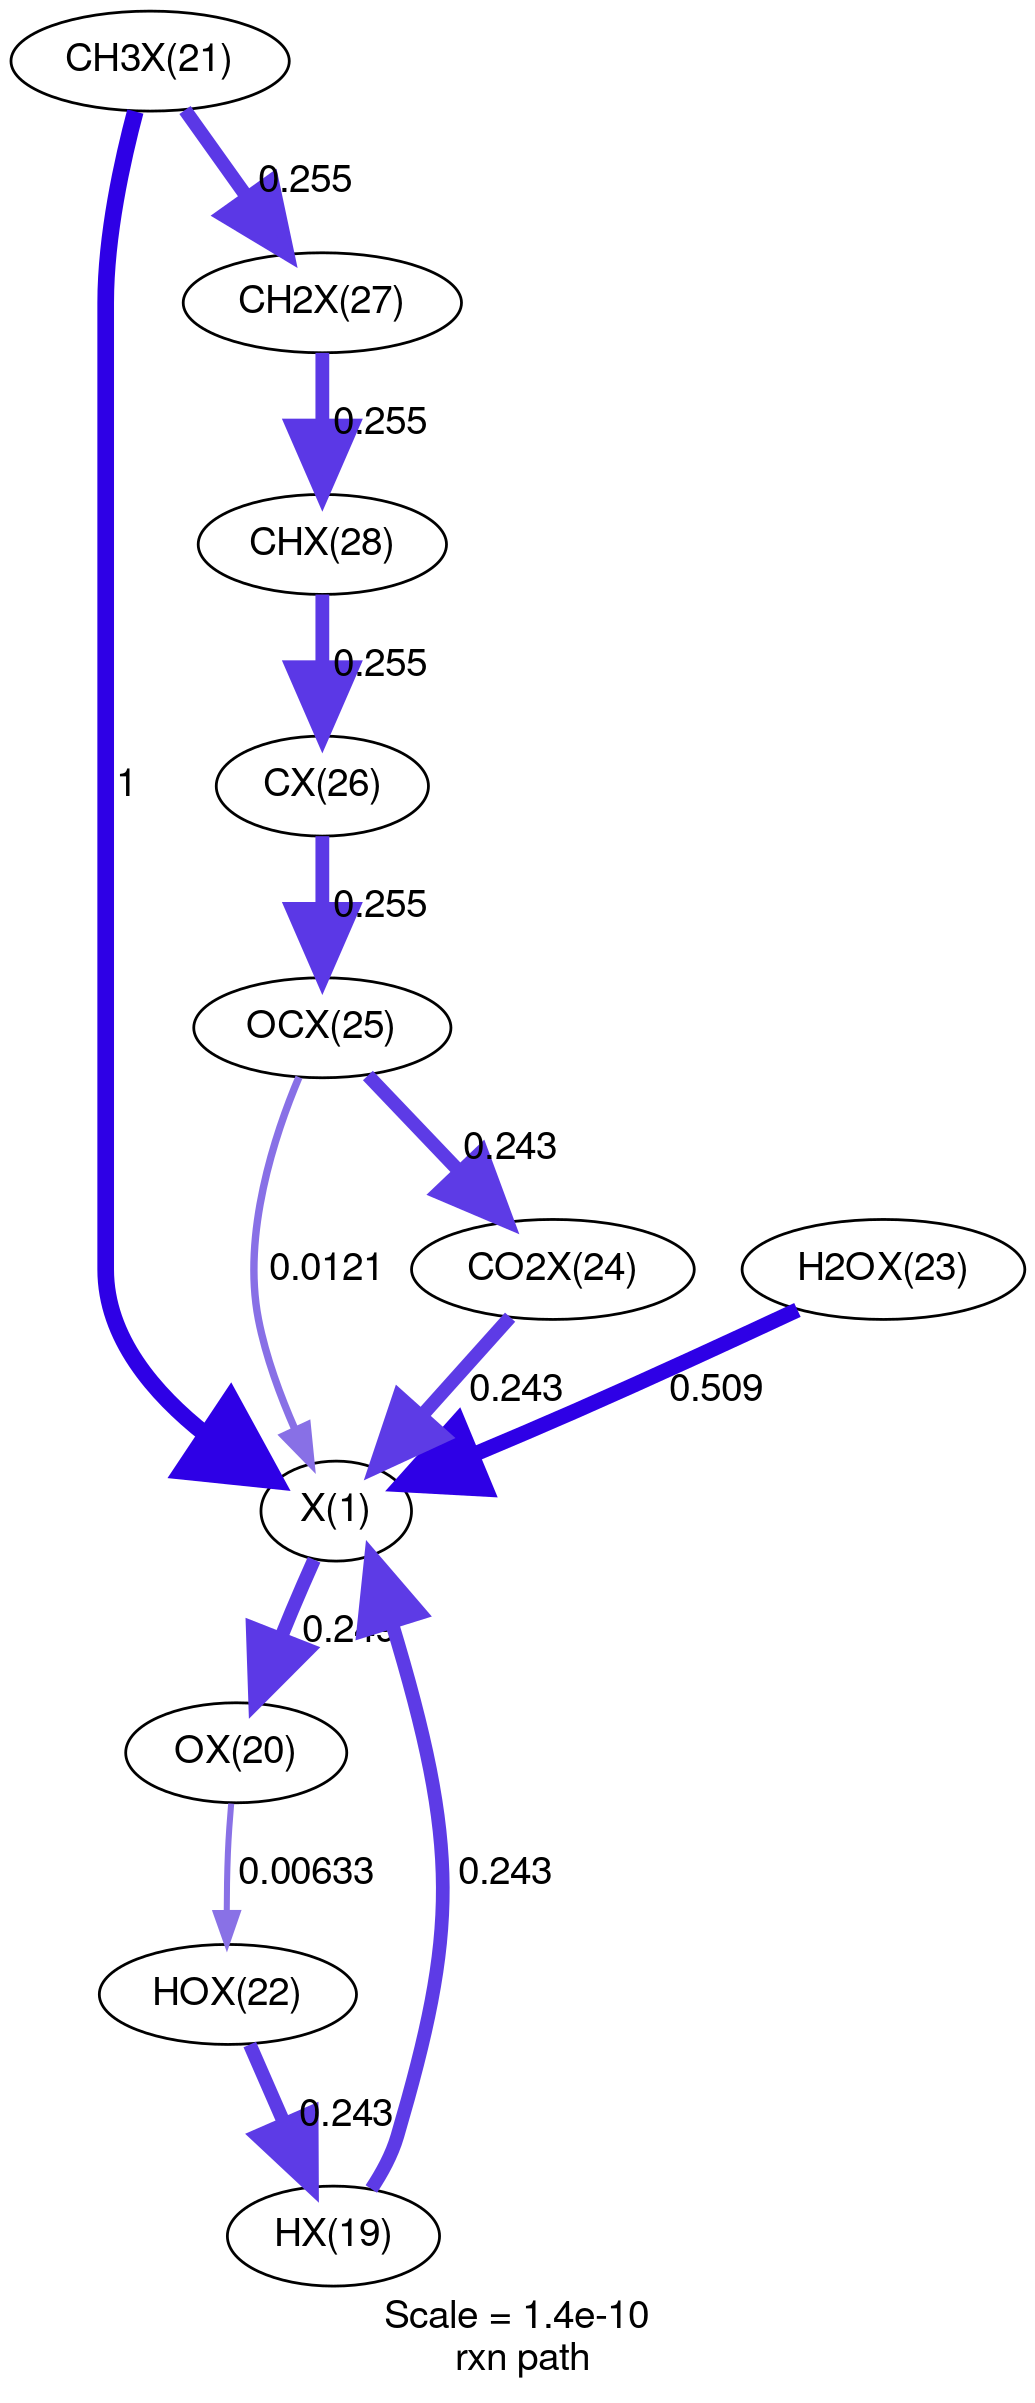 CH3X(21)
0.255
CH2X(27)
0.255
CHX(28)
0.255
1
CX(26)
0.255
OCX(25)
0.243
0.0121
CO2X(24)
H2OX(23)
0.243
0.509
X(1)
OX(20)
0.00633
0.243
HOX(22)
0.243
HX(19)
Scale = 1.4e-10
rxn path